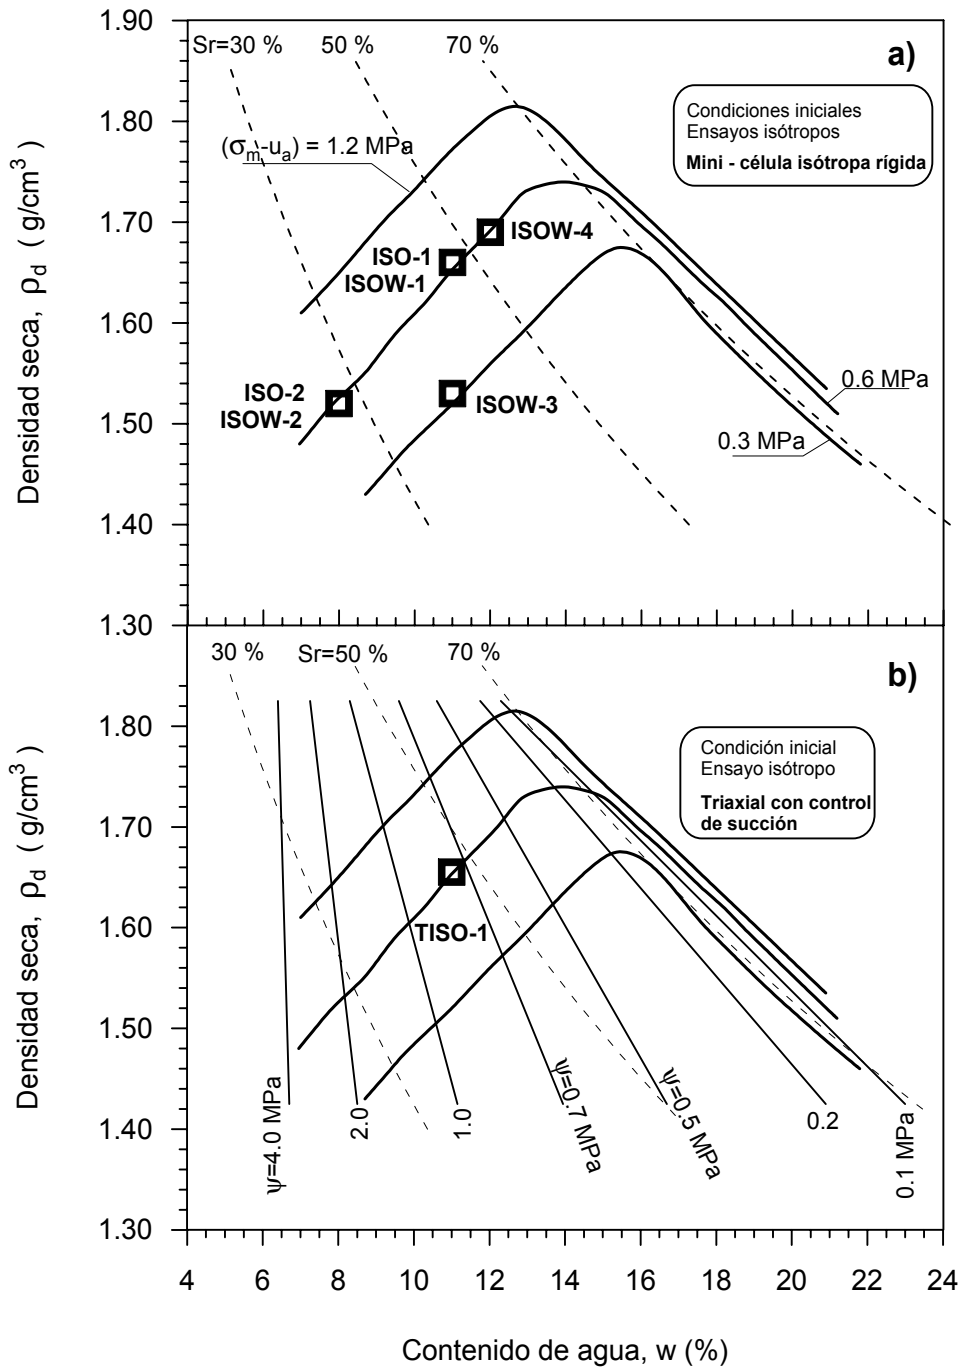 1.90
1.80
1.70
1.60
1.50
1.40
1.30
Densidad seca, ρd ( g/cm3 )
Sr=30 %
50 %
70 %
a)
Condiciones iniciales
Ensayos isótropos
Mini - célula isótropa rígida
(σm-ua) = 1.2 MPa
ISOW-4
ISO-1
ISOW-1
ISO-2
ISOW-2
ISOW-3
0.6 MPa
0.3 MPa
30 %
Sr=50 %
70 %
b)
Condición inicial
Ensayo isótropo
Triaxial con control
de succión
TISO-1
ψ=4.0 MPa
2.0
1.0
ψ=0.7 MPa
ψ=0.5 MPa
0.2
0.1 MPa
1.80
1.70
1.60
1.50
1.40
1.30
Densidad seca, ρd ( g/cm3 )
4 6 8 10 12 14 16 18 20 22 24
Contenido de agua, w (%)